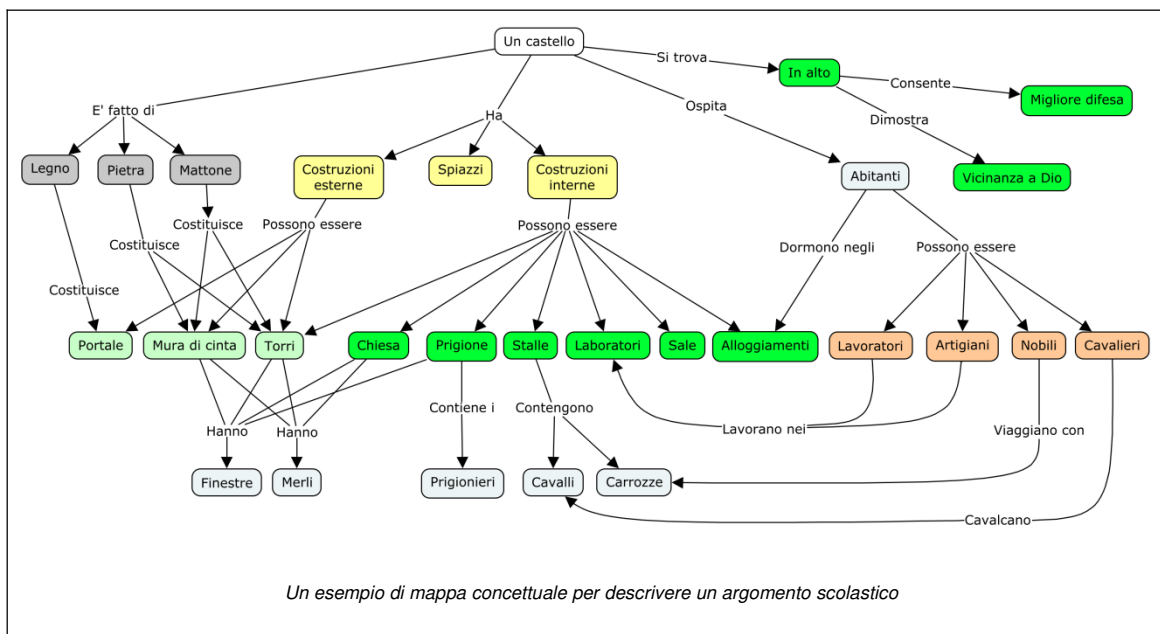 Un castello
Si trova
In alto
Consente
Migliore difesa
E' fatto di
Ha
Ospita
Dimostra
Legno
Pietra
Mattone
Costruzioni
esterne
Spiazzi
Costruzioni
interne
Abitanti
Vicinanza a Dio
Costituisce
Possono essere
Possono essere
Costituisce
Dormono negli
Possono essere
Costituisce
Portale
Mura di cinta
Torri
Chiesa
Prigione
Stalle
Laboratori
Sale
Alloggiamenti
Lavoratori
Artigiani
Nobili
Cavalieri
Contiene i
Contengono
Hanno
Hanno
Lavorano nei
Viaggiano con
Finestre
Merli
Prigionieri
Cavalli
Carrozze
Cavalcano
Un esempio di mappa concettuale per descrivere un argomento scolastico